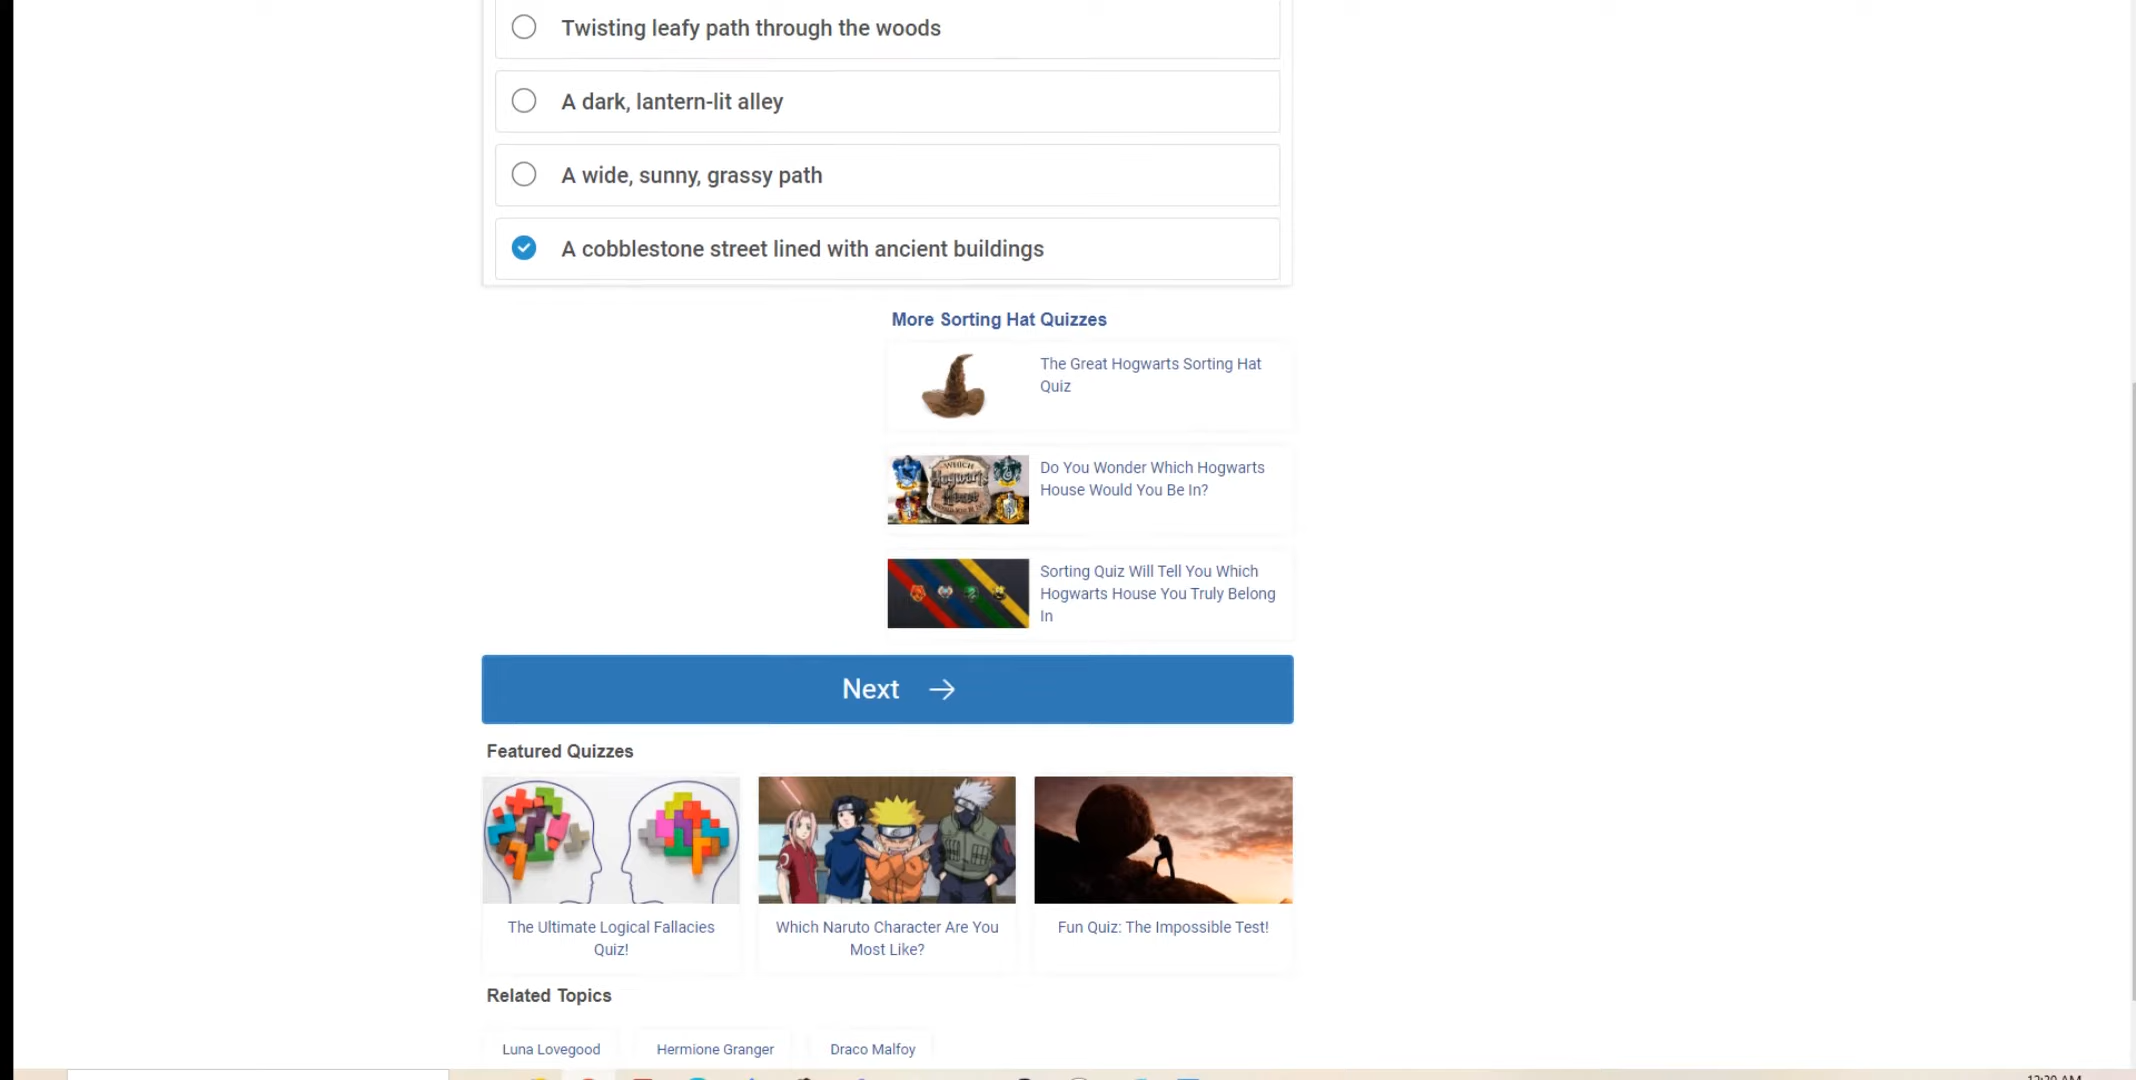 Twisting leafy path through the woods
A dark, lantern-lit alley
A wide, sunny, grassy path
A cobblestone street lined with ancient buildings
More Sorting Hat Quizzes
The Great Hogwarts Sorting Hat
Quiz
WHICH
Hogwarts
House
Do You Wonder Which Hogwarts
House Would You Be In?
Sorting Quiz Will Tell You Which
Hogwarts House You Truly Belong
In
Next
Featured Quizzes
The Ultimate Logical Fallacies
Quiz!
Which Naruto Character Are You
Most Like?
Fun Quiz: The Impossible Test!
Related Topics
Luna Lovegood
Hermione Granger
Draco Malfoy